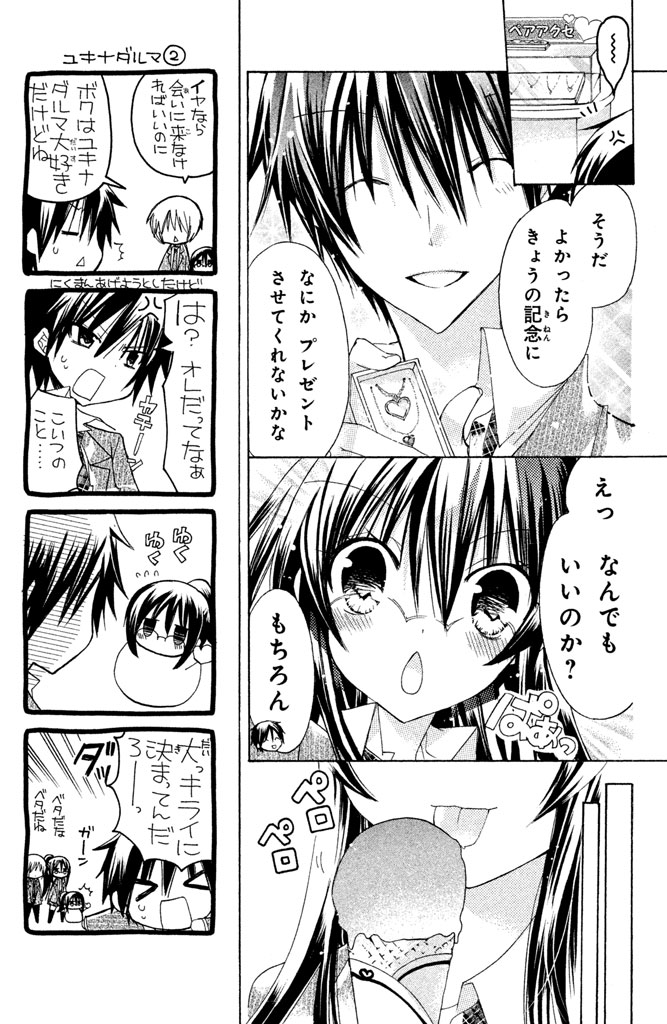 ペアアクセ
そうだ
よかったら
きょうの記念に
なにか プレゼント
させてくれないかな
えっ なんでも
いいのか?
ぱあっ
もちろん
ペロ
ペロ
ユキナダルマ②
イヤなら
会いに来なけ
ればいいのに
ボクはユキナ
ダルマ大好き
だけどね
にくまんあげようとしたけど
は? オレだってなぁ
こいつの
こと……
ゆく
ゆく
大っキライに
決まってんだ
ろーっ
ダッ
ガーン
ベタだな
ベタだね